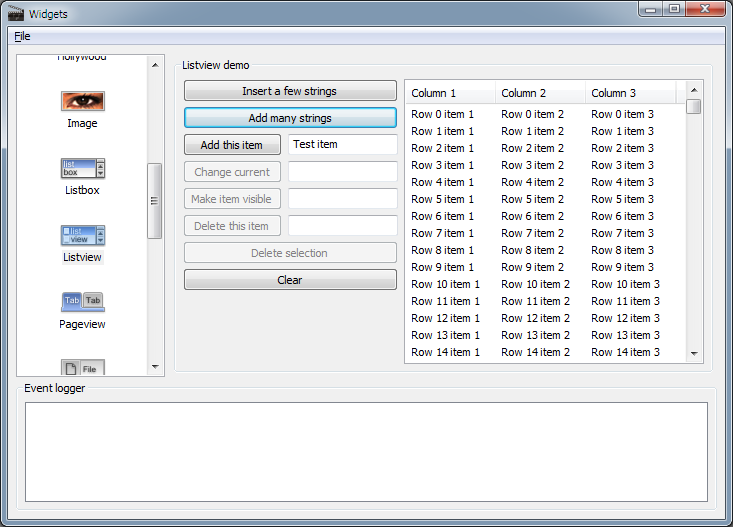 Widgets
File
Hollywood
Image
list
box
Listbox
list
view
Listview
Tab Tab
Pageview
File
Listview demo
Insert a few strings
Add many strings
Add this item Test item
Change current
Make item visible
Delete this item
Delete selection
Clear
Column 1 Column 2 Column 3
Row 0 item 1 Row 0 item 2 Row 0 item 3
Row 1 item 1 Row 1 item 2 Row 1 item 3
Row 2 item 1 Row 2 item 2 Row 2 item 3
Row 3 item 1 Row 3 item 2 Row 3 item 3
Row 4 item 1 Row 4 item 2 Row 4 item 3
Row 5 item 1 Row 5 item 2 Row 5 item 3
Row 6 item 1 Row 6 item 2 Row 6 item 3
Row 7 item 1 Row 7 item 2 Row 7 item 3
Row 8 item 1 Row 8 item 2 Row 8 item 3
Row 9 item 1 Row 9 item 2 Row 9 item 3
Row 10 item 1 Row 10 item 2 Row 10 item 3
Row 11 item 1 Row 11 item 2 Row 11 item 3
Row 12 item 1 Row 12 item 2 Row 12 item 3
Row 13 item 1 Row 13 item 2 Row 13 item 3
Row 14 item 1 Row 14 item 2 Row 14 item 3
Event logger